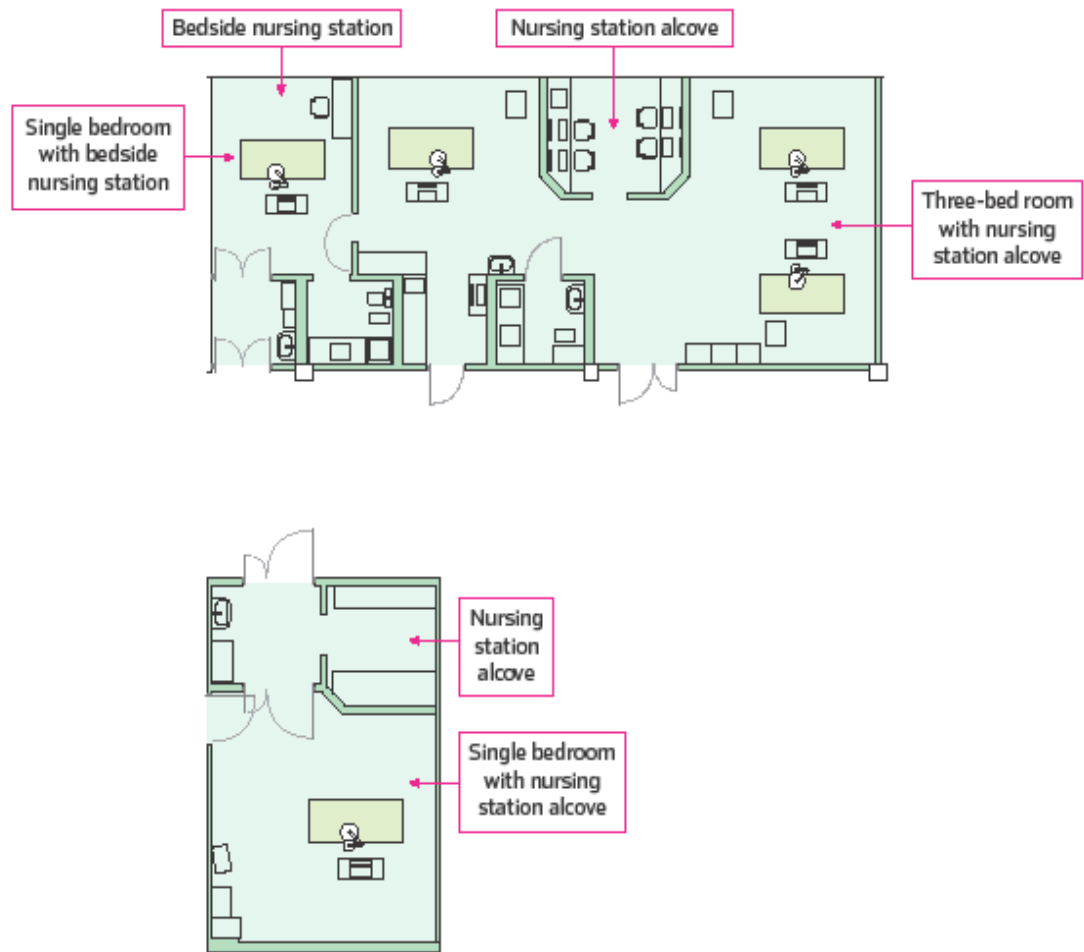 Bedside nursing station
Nursing station alcove
Single bedroom
with bedside
nursing station
Three-bed room
with nursing
station alcove
Nursing
station
alcove
Single bedroom
with nursing
station alcove